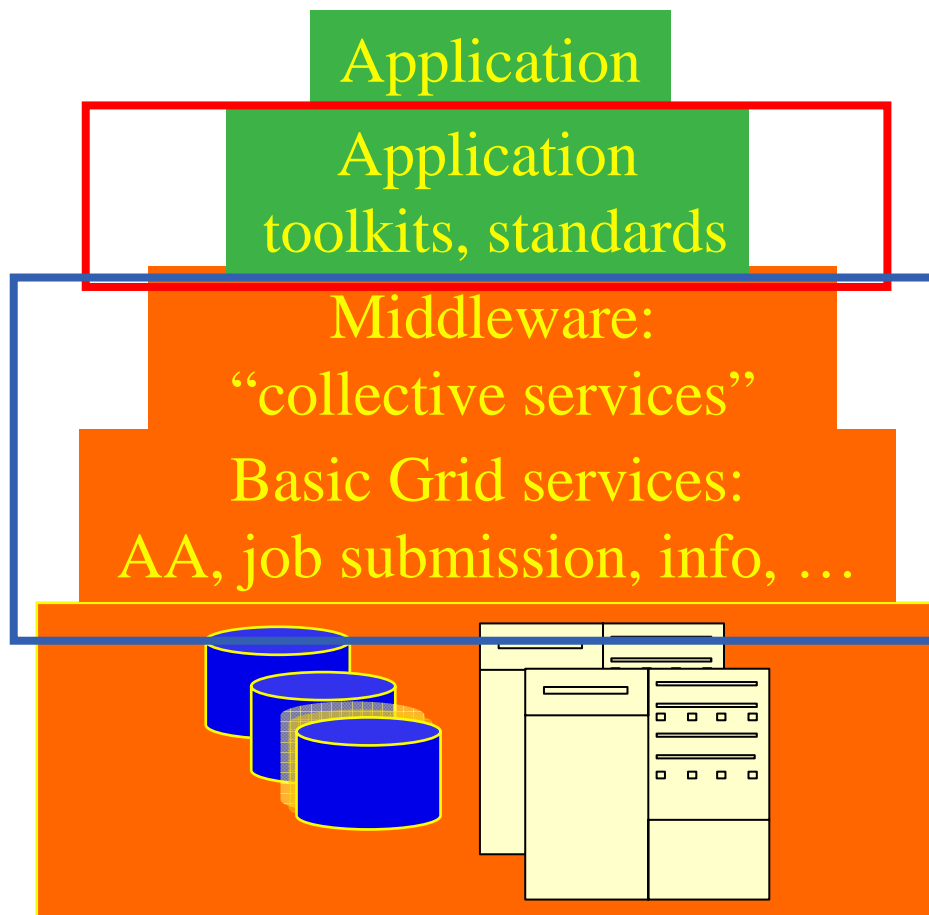 Application
Application
toolkits, standards
Middleware:
“collective services”
Basic Grid services:
AA, job submission, info, …